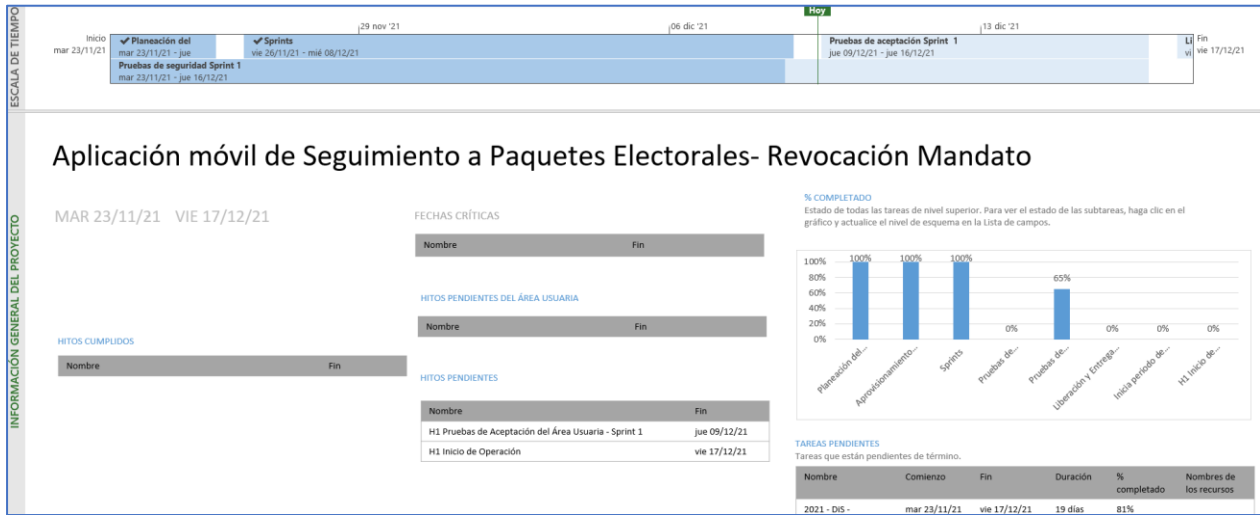 ESCALA DE TIEMPO
Hoy
29 nov '21
06 dic '21
13 dic '21
Inicio
mar 23/11/21
Planeación del
mar 23/11/21 - jue
Sprints
vie 26/11/21 - mié 08/12/21
Pruebas de aceptación Sprint 1
jue 09/12/21 - jue 16/12/21
Li
vi
Fin
vie 17/12/21
Pruebas de seguridad Sprint 1
mar 23/11/21 - jue 16/12/21
INFORMACIÓN GENERAL DEL PROYECTO
Aplicación móvil de Seguimiento a Paquetes Electorales- Revocación Mandato
MAR 23/11/21 VIE 17/12/21
HITOS CUMPLIDOS
Nombre Fin
FECHAS CRÍTICAS
Nombre Fin
HITOS PENDIENTES DEL ÁREA USUARIA
Nombre Fin
HITOS PENDIENTES
Nombre Fin
H1 Pruebas de Aceptación del Área Usuaria - Sprint 1 jue 09/12/21
H1 Inicio de Operación vie 17/12/21
% COMPLETADO
Estado de todas las tareas de nivel superior. Para ver el estado de las subtareas, haga clic en el
gráfico y actualice el nivel de esquema en la Lista de campos.
100%
80%
60%
40%
20%
0%
100% 100% 100% 0% 65% 0% 0% 0%
Planeación del...
Aprovisionamiento...
Sprints
Pruebas de...
Pruebas de...
Liberación y Entrega...
Inicia periodo de...
H1 Inicio de...
TAREAS PENDIENTES
Tareas que están pendientes de término.
Nombre Comienzo Fin Duración % completado Nombres de los recursos
2021 - DiS - mar 23/11/21 vie 17/12/21 19 días 81%